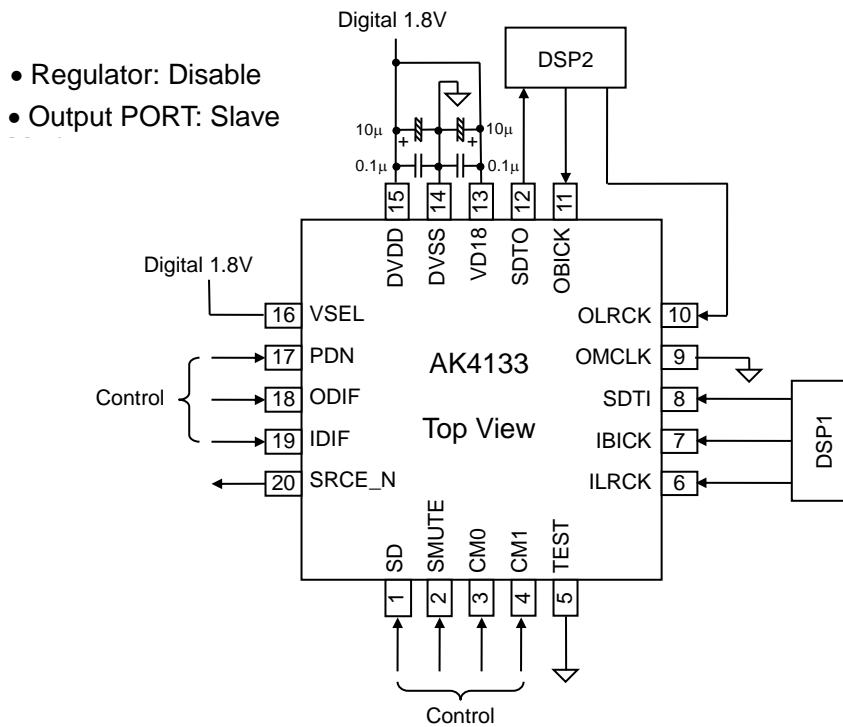 Digital 1.8V
• Regulator: Disable
• Output PORT: Slave
DSP2
10μ
+
+
10μ
0.1μ
0.1μ
15
14
13
12
11
DVDD
DVSS
VD18
SDTO
OBICK
Digital 1.8V
16 VSEL
OLRCK 10
17 PDN
AK4133
OMCLK 9
Control
18 ODIF
SDTI 8
DSP1
19 IDIF
Top View
IBICK 7
20 SRCE_N
ILRCK 6
SD
SMUTE
CM0
CM1
TEST
1
2
3
4
5
Control